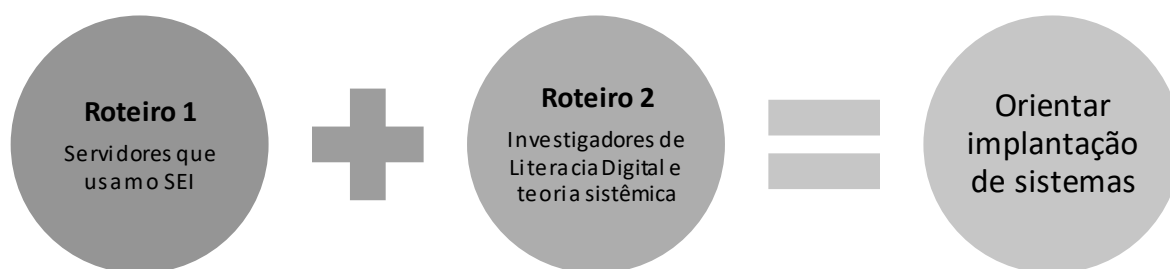 Roteiro 1
Servidores que
usam o SEI
Roteiro 2
Investigadores de
Literacia Digital e
teoria sistêmica
Orientar
implantação
de sistemas